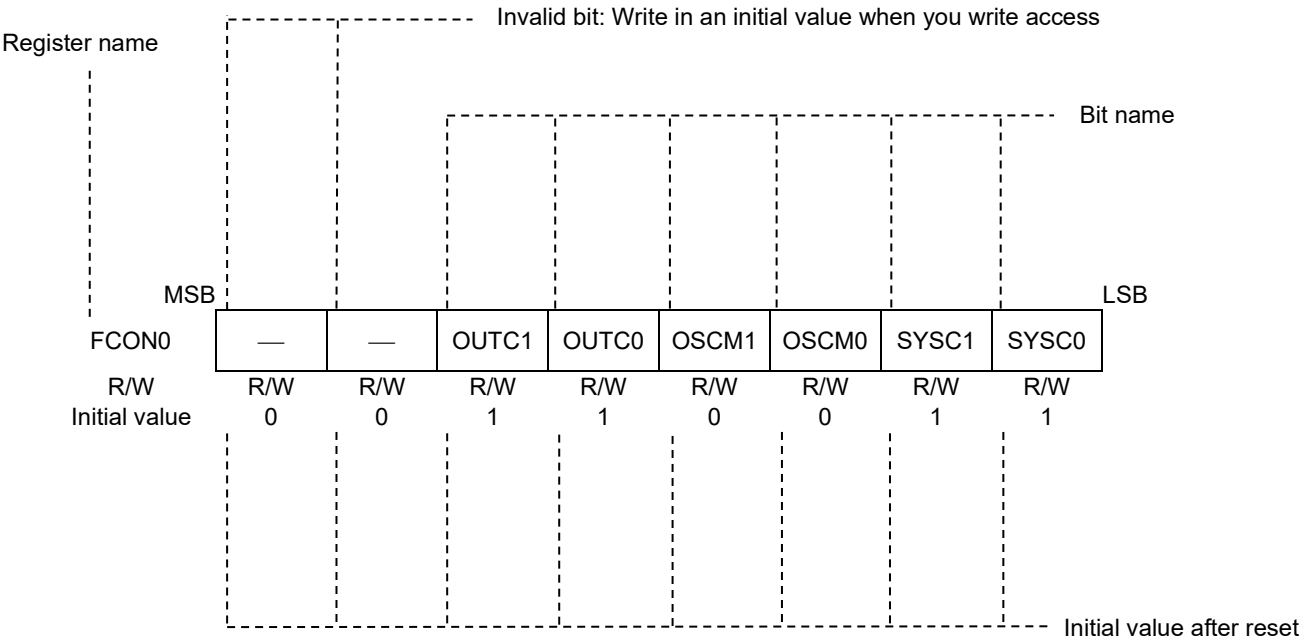 Invalid bit: Write in an initial value when you write access
Register name
Bit name
MSB LSB
FCON0 — — OUTC1 OUTC0 OSCM1 OSCM0 SYSC1 SYSC0
R/W R/W R/W R/W R/W R/W R/W R/W R/W
Initial value 0 0 1 1 0 0 1 1
Initial value after reset